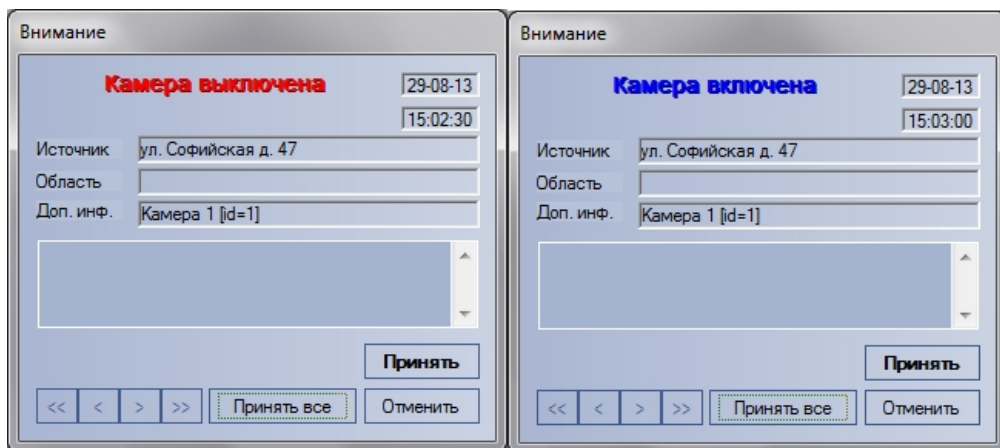 Внимание
Камера выключена
29-08-13
15:02:30
Источник ул. Софийская д. 47
Область
Доп. инф. Камера 1 [id=1]
Принять
<< < > >> Принять все Отменить
Внимание
Камера включена
29-08-13
15:03:00
Источник ул. Софийская д. 47
Область
Доп. инф. Камера 1 [id=1]
Принять
<< < > >> Принять все Отменить